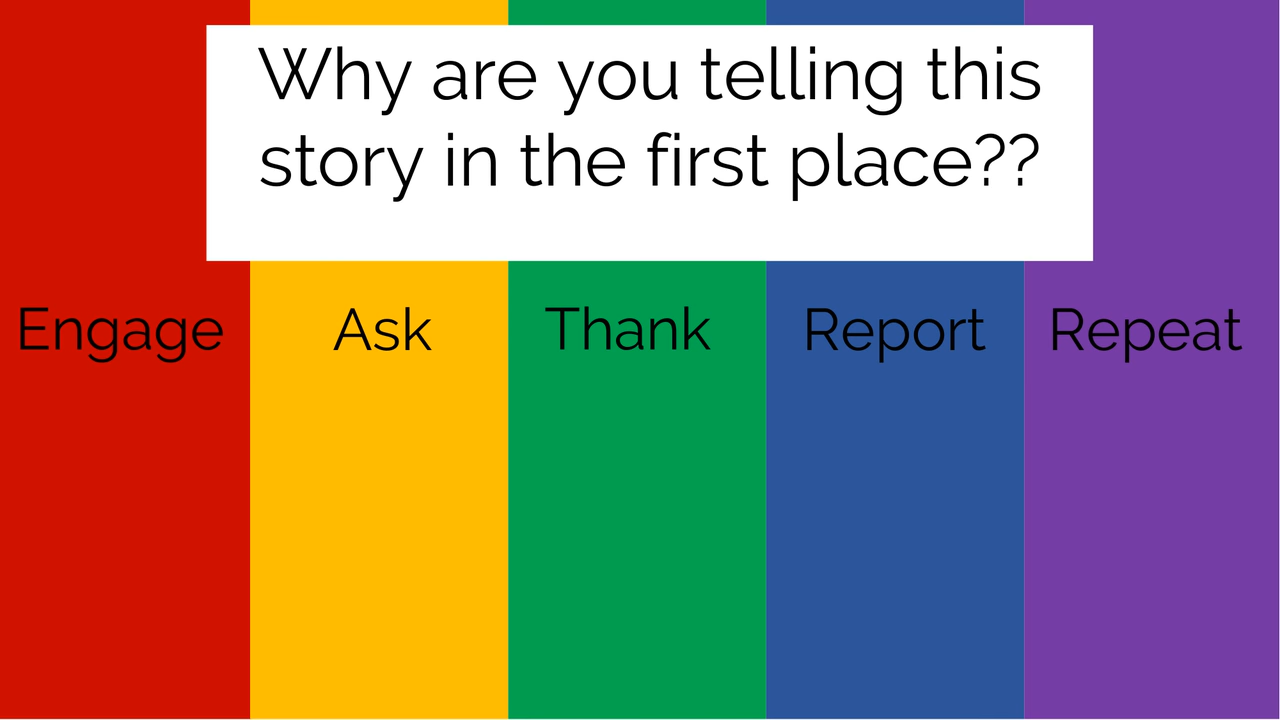 Why are you telling this
story in the first place??
Engage Ask Thank Report Repeat